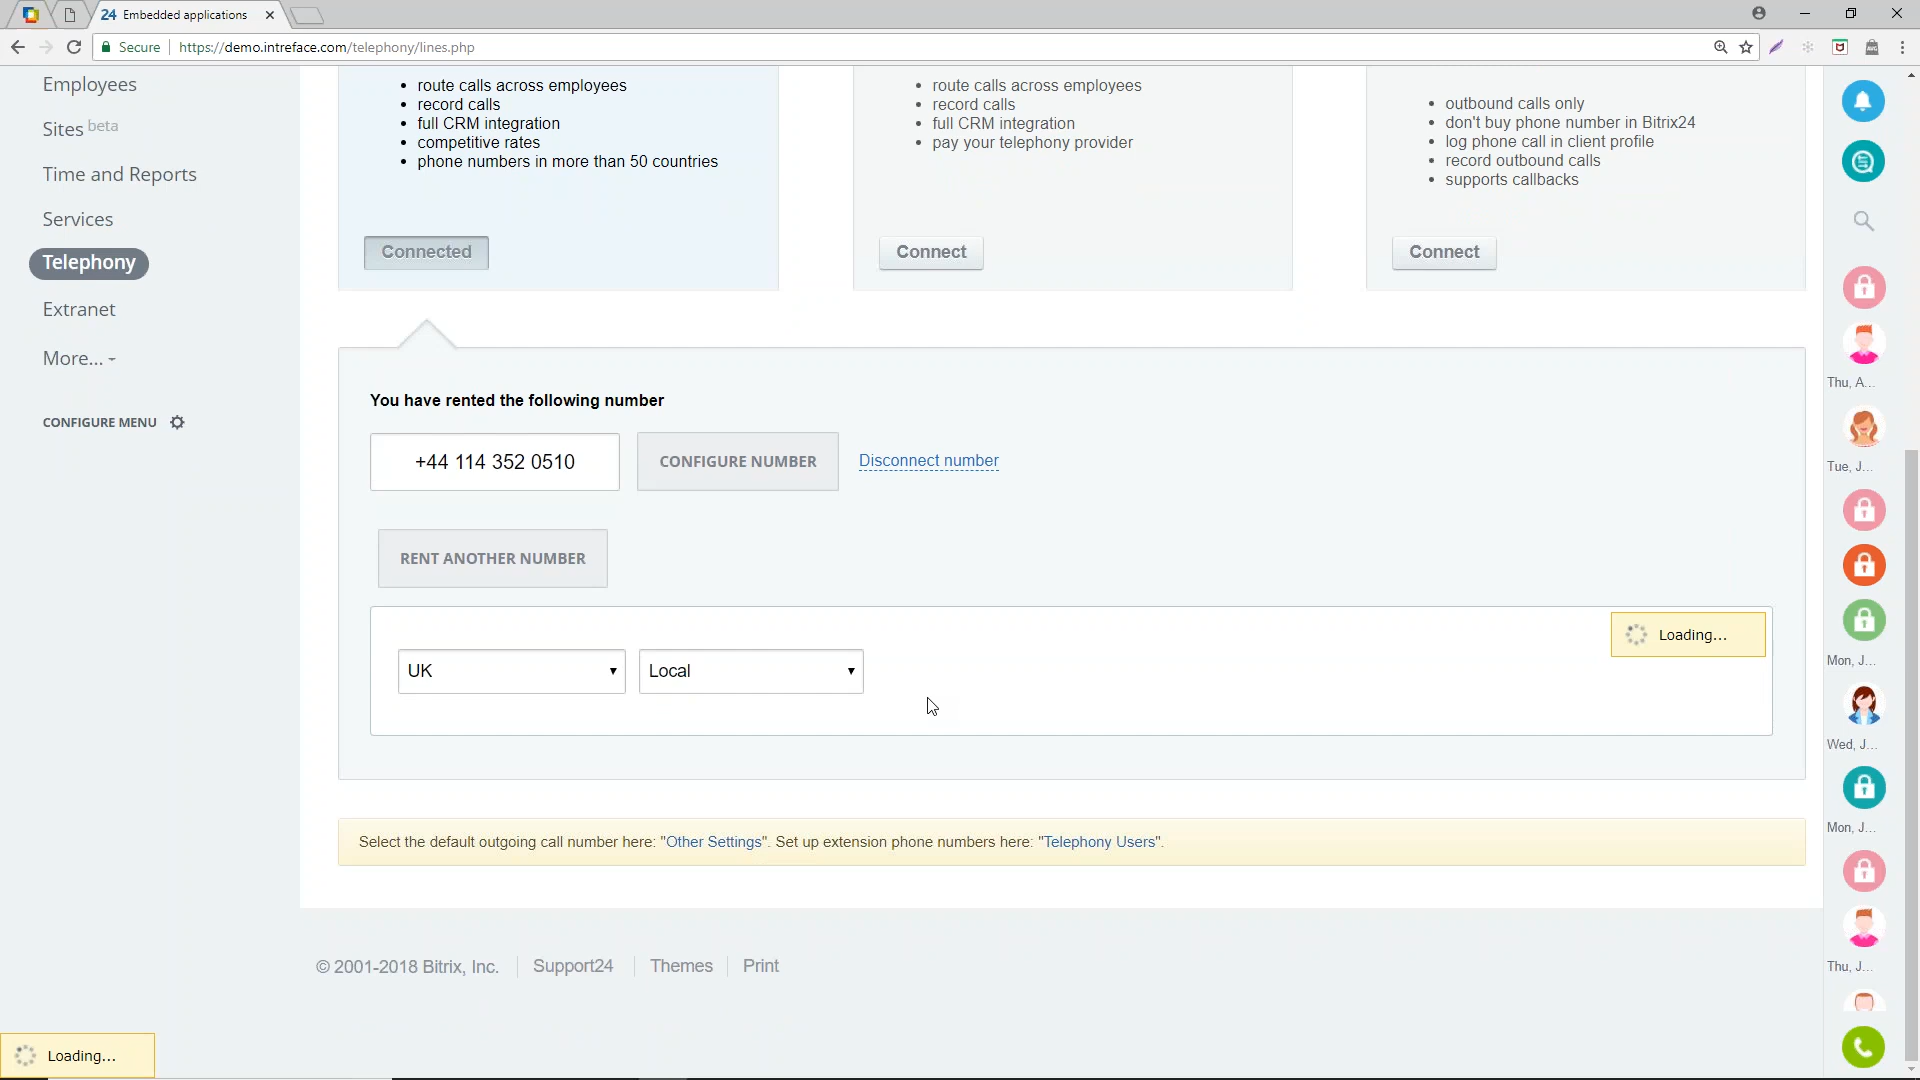 24 Embedded applications
Secure https://demo.intreface.com/telephony/lines.php
Employees
Sites beta
Time and Reports
Services
Telephony
Extranet
More...
CONFIGURE MENU
• route calls across employees
• record calls
• full CRM integration
• competitive rates
• phone numbers in more than 50 countries
Connected
• route calls across employees
• record calls
• full CRM integration
• pay your telephony provider
Connect
• outbound calls only
• don't buy phone number in Bitrix24
• log phone call in client profile
• record outbound calls
• supports callbacks
Connect
You have rented the following number
+44 114 352 0510
CONFIGURE NUMBER
Disconnect number
RENT ANOTHER NUMBER
Loading...
UK
Local
Select the default outgoing call number here: "Other Settings". Set up extension phone numbers here: "Telephony Users".
© 2001-2018 Bitrix, Inc.
Support24
Themes
Print
Loading...
Thu, A...
Tue, J...
Mon, J...
Wed, J...
Mon, J...
Thu, J...